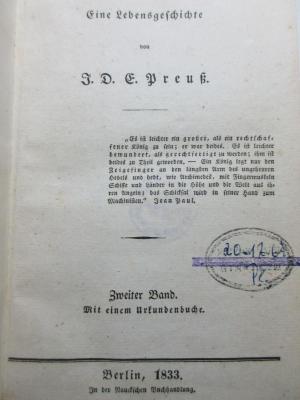 Eine Lebensgeschichte
von
J. D. E. Preuß.
„Es ist leichter ein großer, als ein rechtschaf-
fener König zu sein; er war beides. Es ist leichter
bewundert, als gerechtfertigt zu werden; ihm ist
beides zu Theil geworden. — Ein König legt nur den
Zeigefinger an den längsten Arm des ungeheuren
Hebels und hebt, wie Archimedes, mit Fingermuskeln
Schiffe und Länder in die Höhe und die Welt aus ih-
ren Angeln; das Schicksal wird in seiner Hand zum
Machinisten." Jean Paul.
Zweiter Band.
Mit einem Urkundenbuche.
Berlin, 1833.
In der Nauckschen Buchhandlung.